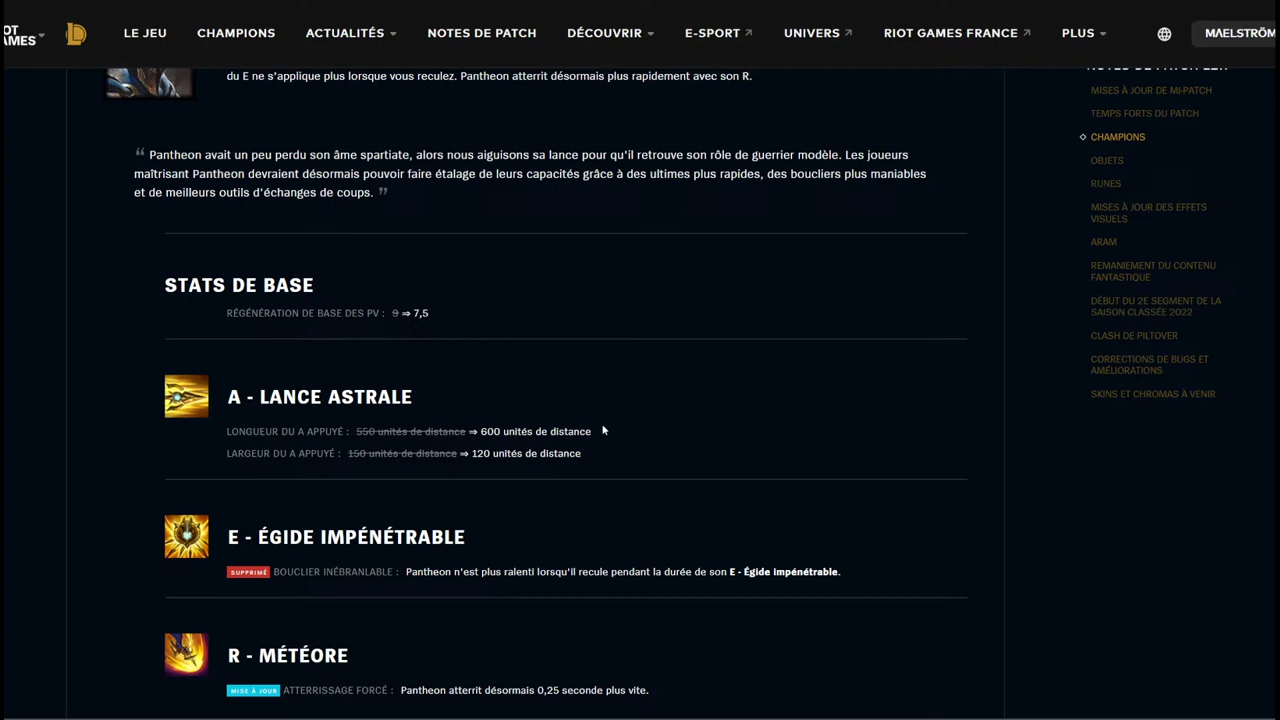 OT
AMES
LE JEU CHAMPIONS ACTUALITÉS NOTES DE PATCH DÉCOUVRIR E-SPORT UNIVERS RIOT GAMES FRANCE PLUS MAELSTRÖM
du E ne s'applique plus lorsque vous reculez. Pantheon atterrit désormais plus rapidement avec son R.
“ Pantheon avait un peu perdu son âme spartiate, alors nous aiguisons sa lance pour qu'il retrouve son rôle de guerrier modèle. Les joueurs
maîtrisant Pantheon devraient désormais pouvoir faire étalage de leurs capacités grâce à des ultimes plus rapides, des boucliers plus maniables
et de meilleurs outils d'échanges de coups. ”
STATS DE BASE
RÉGÉNÉRATION DE BASE DES PV : 9 ⇒ 7,5
A - LANCE ASTRALE
LONGUEUR DU A APPUYÉ : 550 unités de distance ⇒ 600 unités de distance
LARGEUR DU A APPUYÉ : 150 unités de distance ⇒ 120 unités de distance
E - ÉGIDE IMPÉNÉTRABLE
SUPPRIMÉ BOUCLIER INÉBRANLABLE : Pantheon n'est plus ralenti lorsqu'il recule pendant la durée de son E - Égide impénétrable.
R - MÉTÉORE
MISE À JOUR ATTERRISSAGE FORCÉ : Pantheon atterrit désormais 0,25 seconde plus vite.
MISES À JOUR DE MI-PATCH
TEMPS FORTS DU PATCH
CHAMPIONS
OBJETS
RUNES
MISES À JOUR DES EFFETS
VISUELS
ARAM
REMANIEMENT DU CONTENU
FANTASTIQUE
DÉBUT DU 2E SEGMENT DE LA
SAISON CLASSÉE 2022
CLASH DE PILTOVER
CORRECTIONS DE BUGS ET
AMÉLIORATIONS
SKINS ET CHROMAS À VENIR